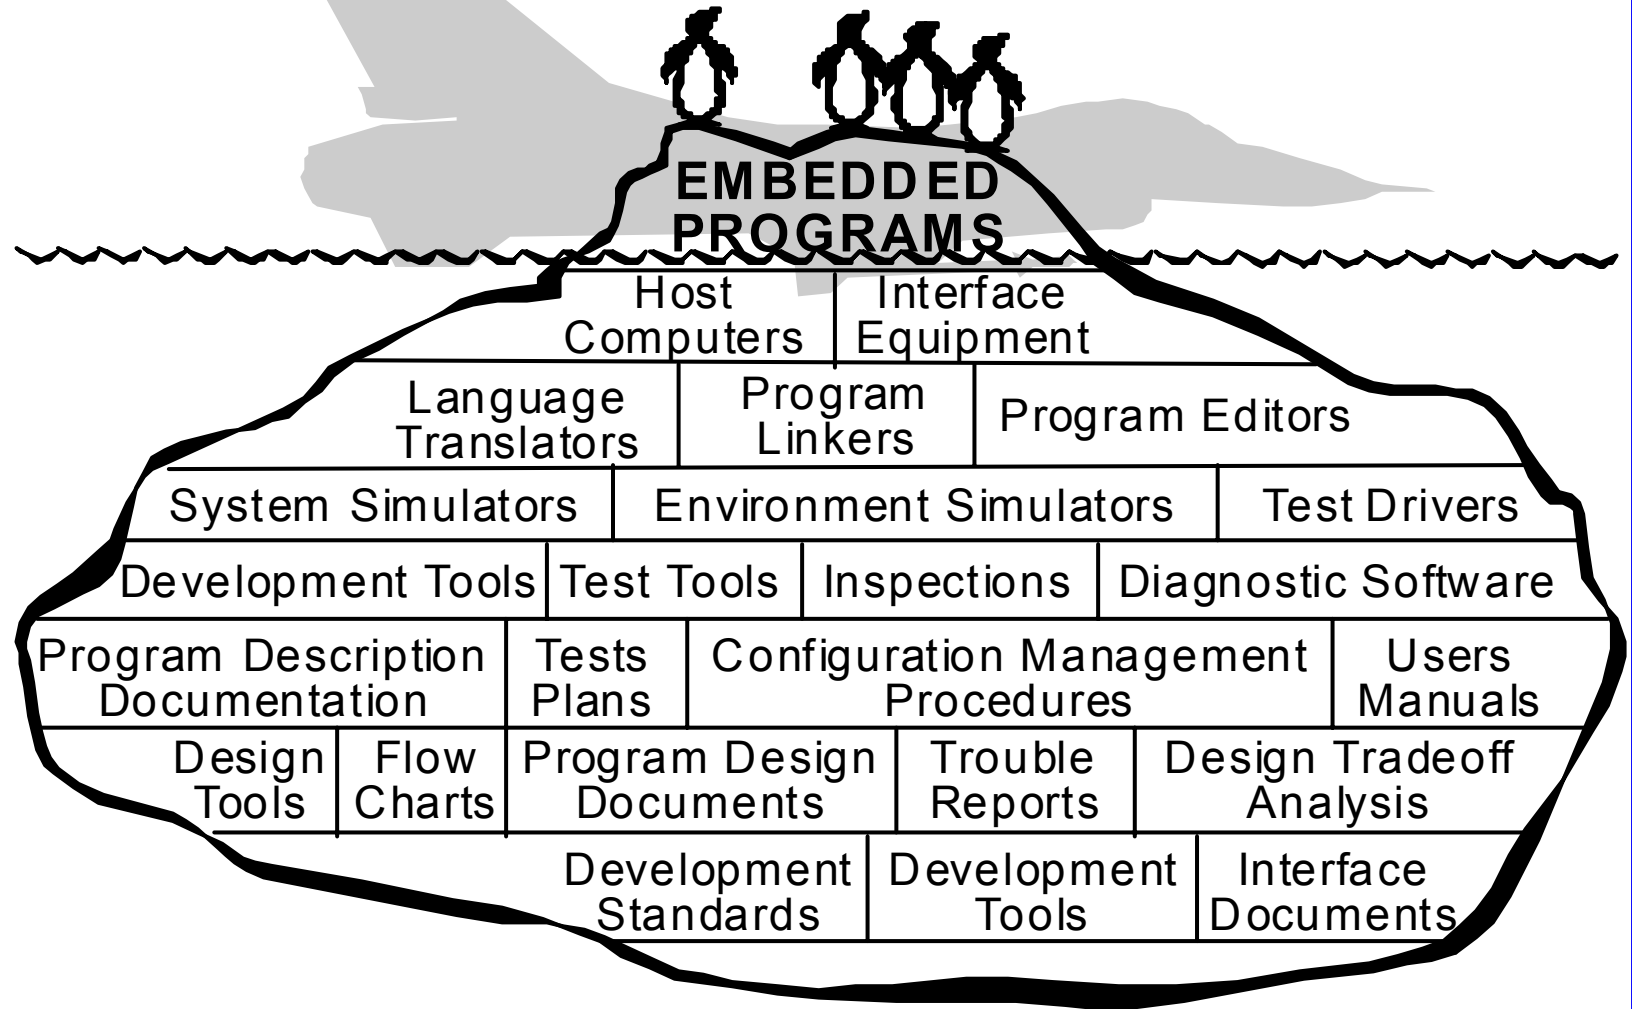 EMBEDDED
PROGRAMS
Host
Computers
Interface
Equipment
Language
Translators
Program
Linkers
Program Editors
System Simulators
Environment Simulators
Test Drivers
Development Tools
Test Tools
Inspections
Diagnostic Software
Program Description
Documentation
Tests
Plans
Configuration Management
Procedures
Users
Manuals
Design
Tools
Flow
Charts
Program Design
Documents
Trouble
Reports
Design Tradeoff
Analysis
Development
Standards
Development
Tools
Interface
Documents